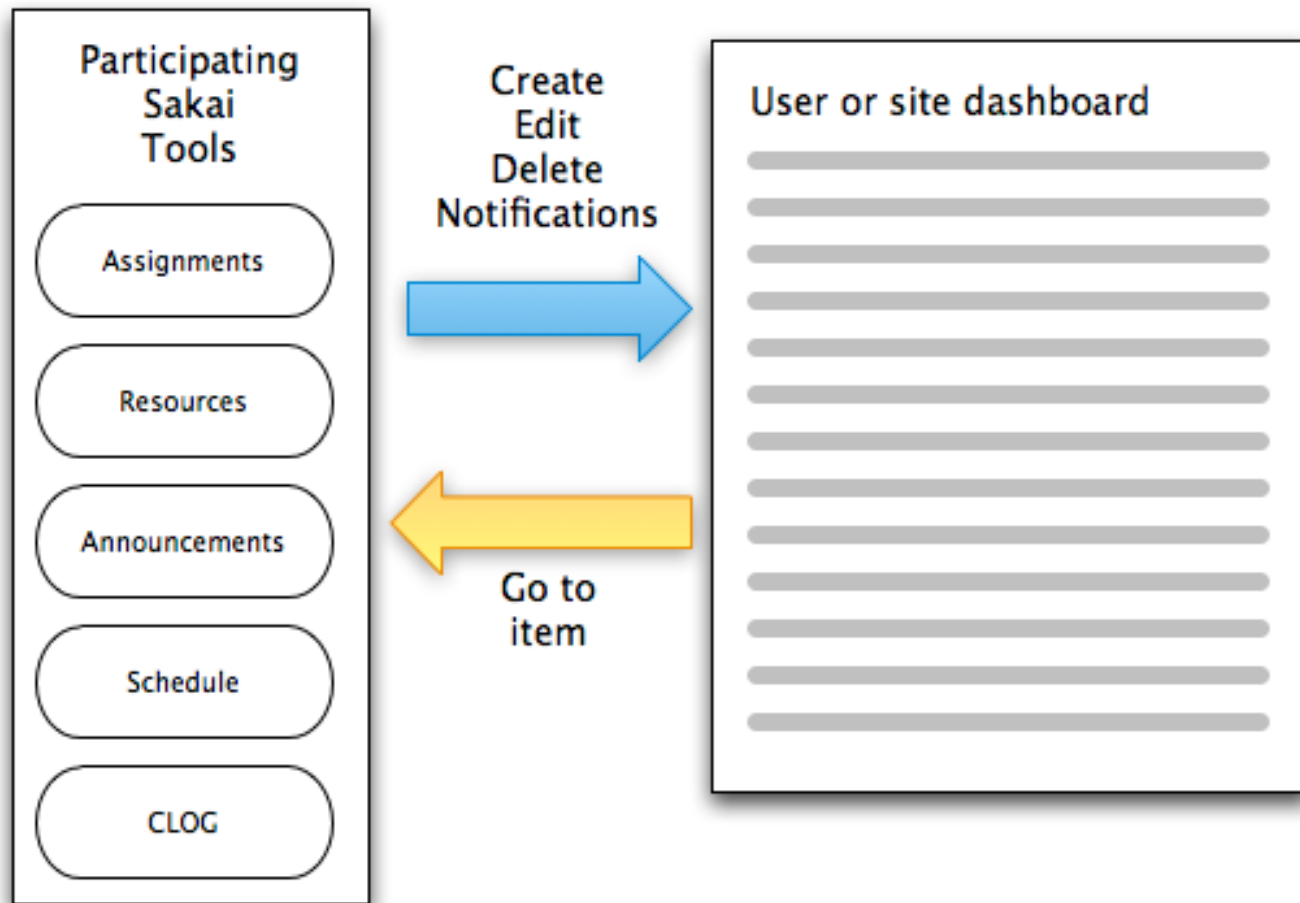 Participating
Sakai
Tools
Assignments
Resources
Announcements
Schedule
CLOG
Create
Edit
Delete
Notifications
Go to
item
User or site dashboard